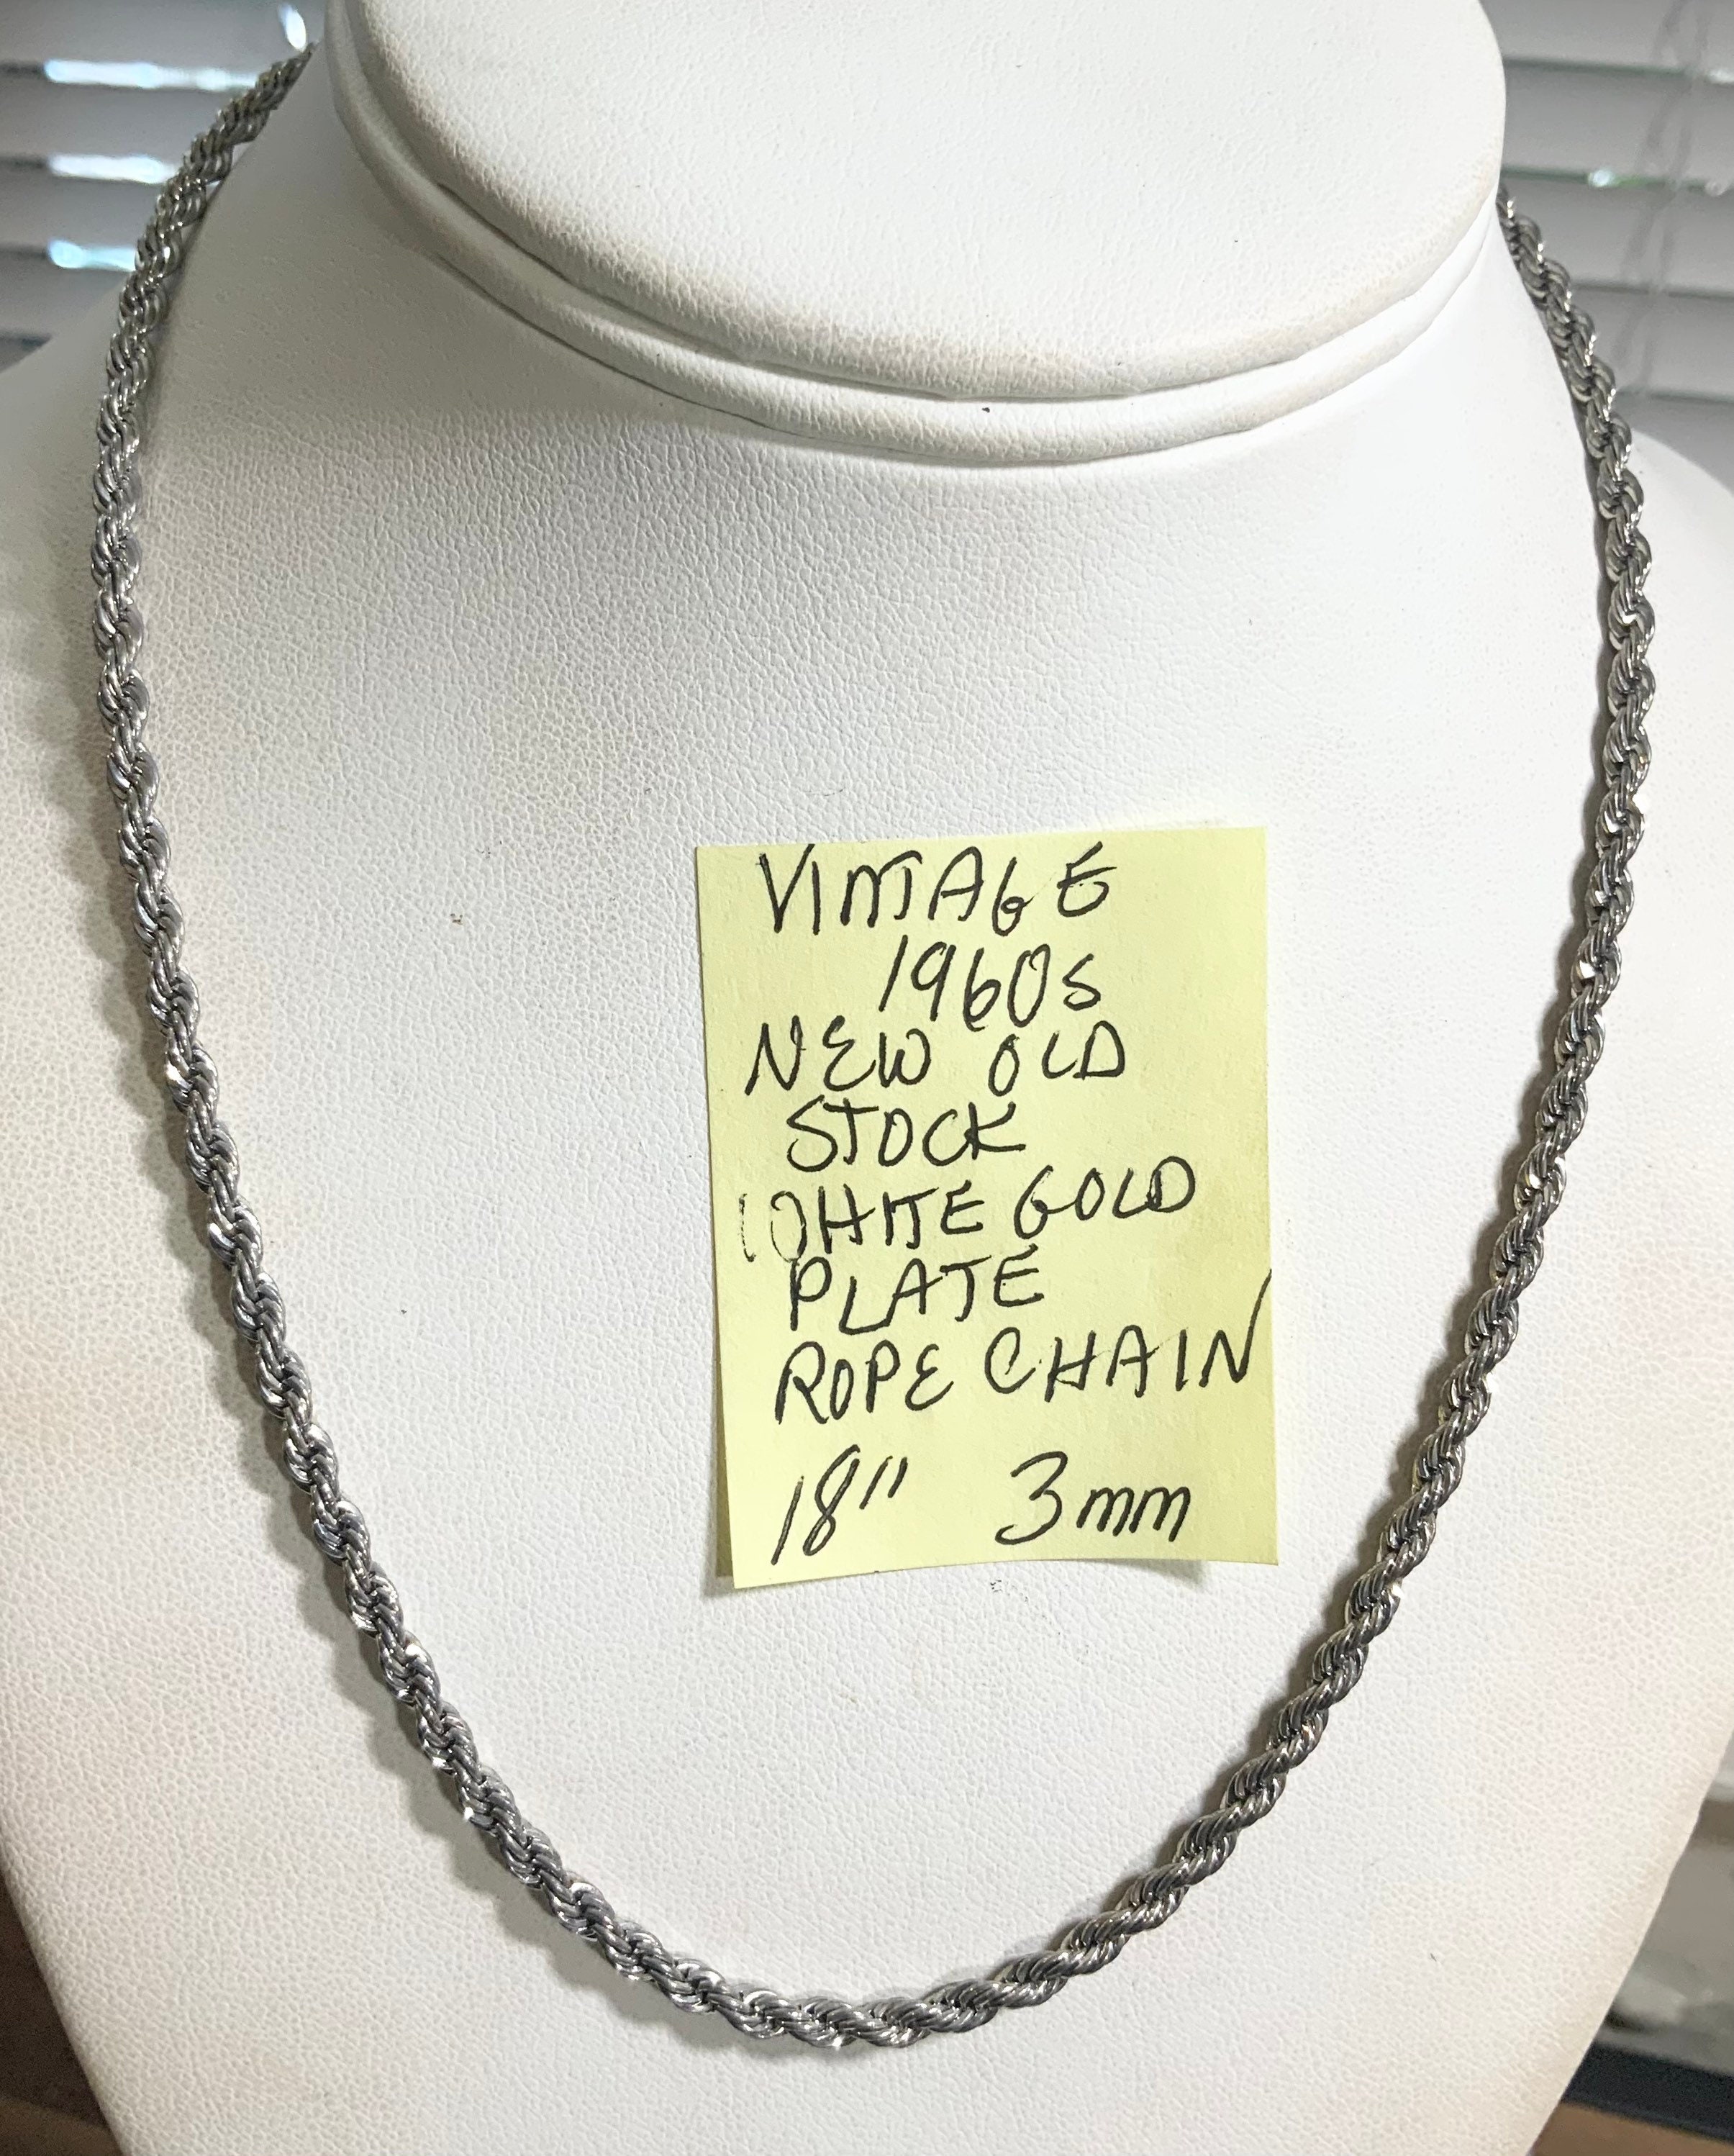 VINTAGE
1960s
NEW OLD
STOCK
WHITE GOLD
PLATE
ROPE CHAIN
18" 3mm